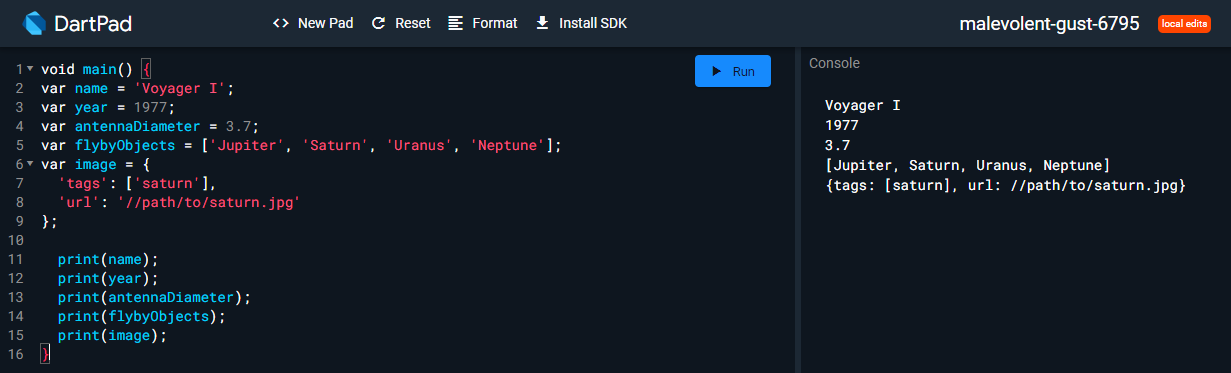 DartPad <> New Pad Reset Format Install SDK malevolent-gust-6795 local edits
Run
Console
1 void main() {
2 var name = 'Voyager I';
3 var year = 1977;
4 var antennaDiameter = 3.7;
5 var flybyObjects = ['Jupiter', 'Saturn', 'Uranus', 'Neptune'];
6 var image = {
7   'tags': ['saturn'],
8   'url': '//path/to/saturn.jpg'
9 };
10
11   print(name);
12   print(year);
13   print(antennaDiameter);
14   print(flybyObjects);
15   print(image);
16 }
Voyager I
1977
3.7
[Jupiter, Saturn, Uranus, Neptune]
{tags: [saturn], url: //path/to/saturn.jpg}